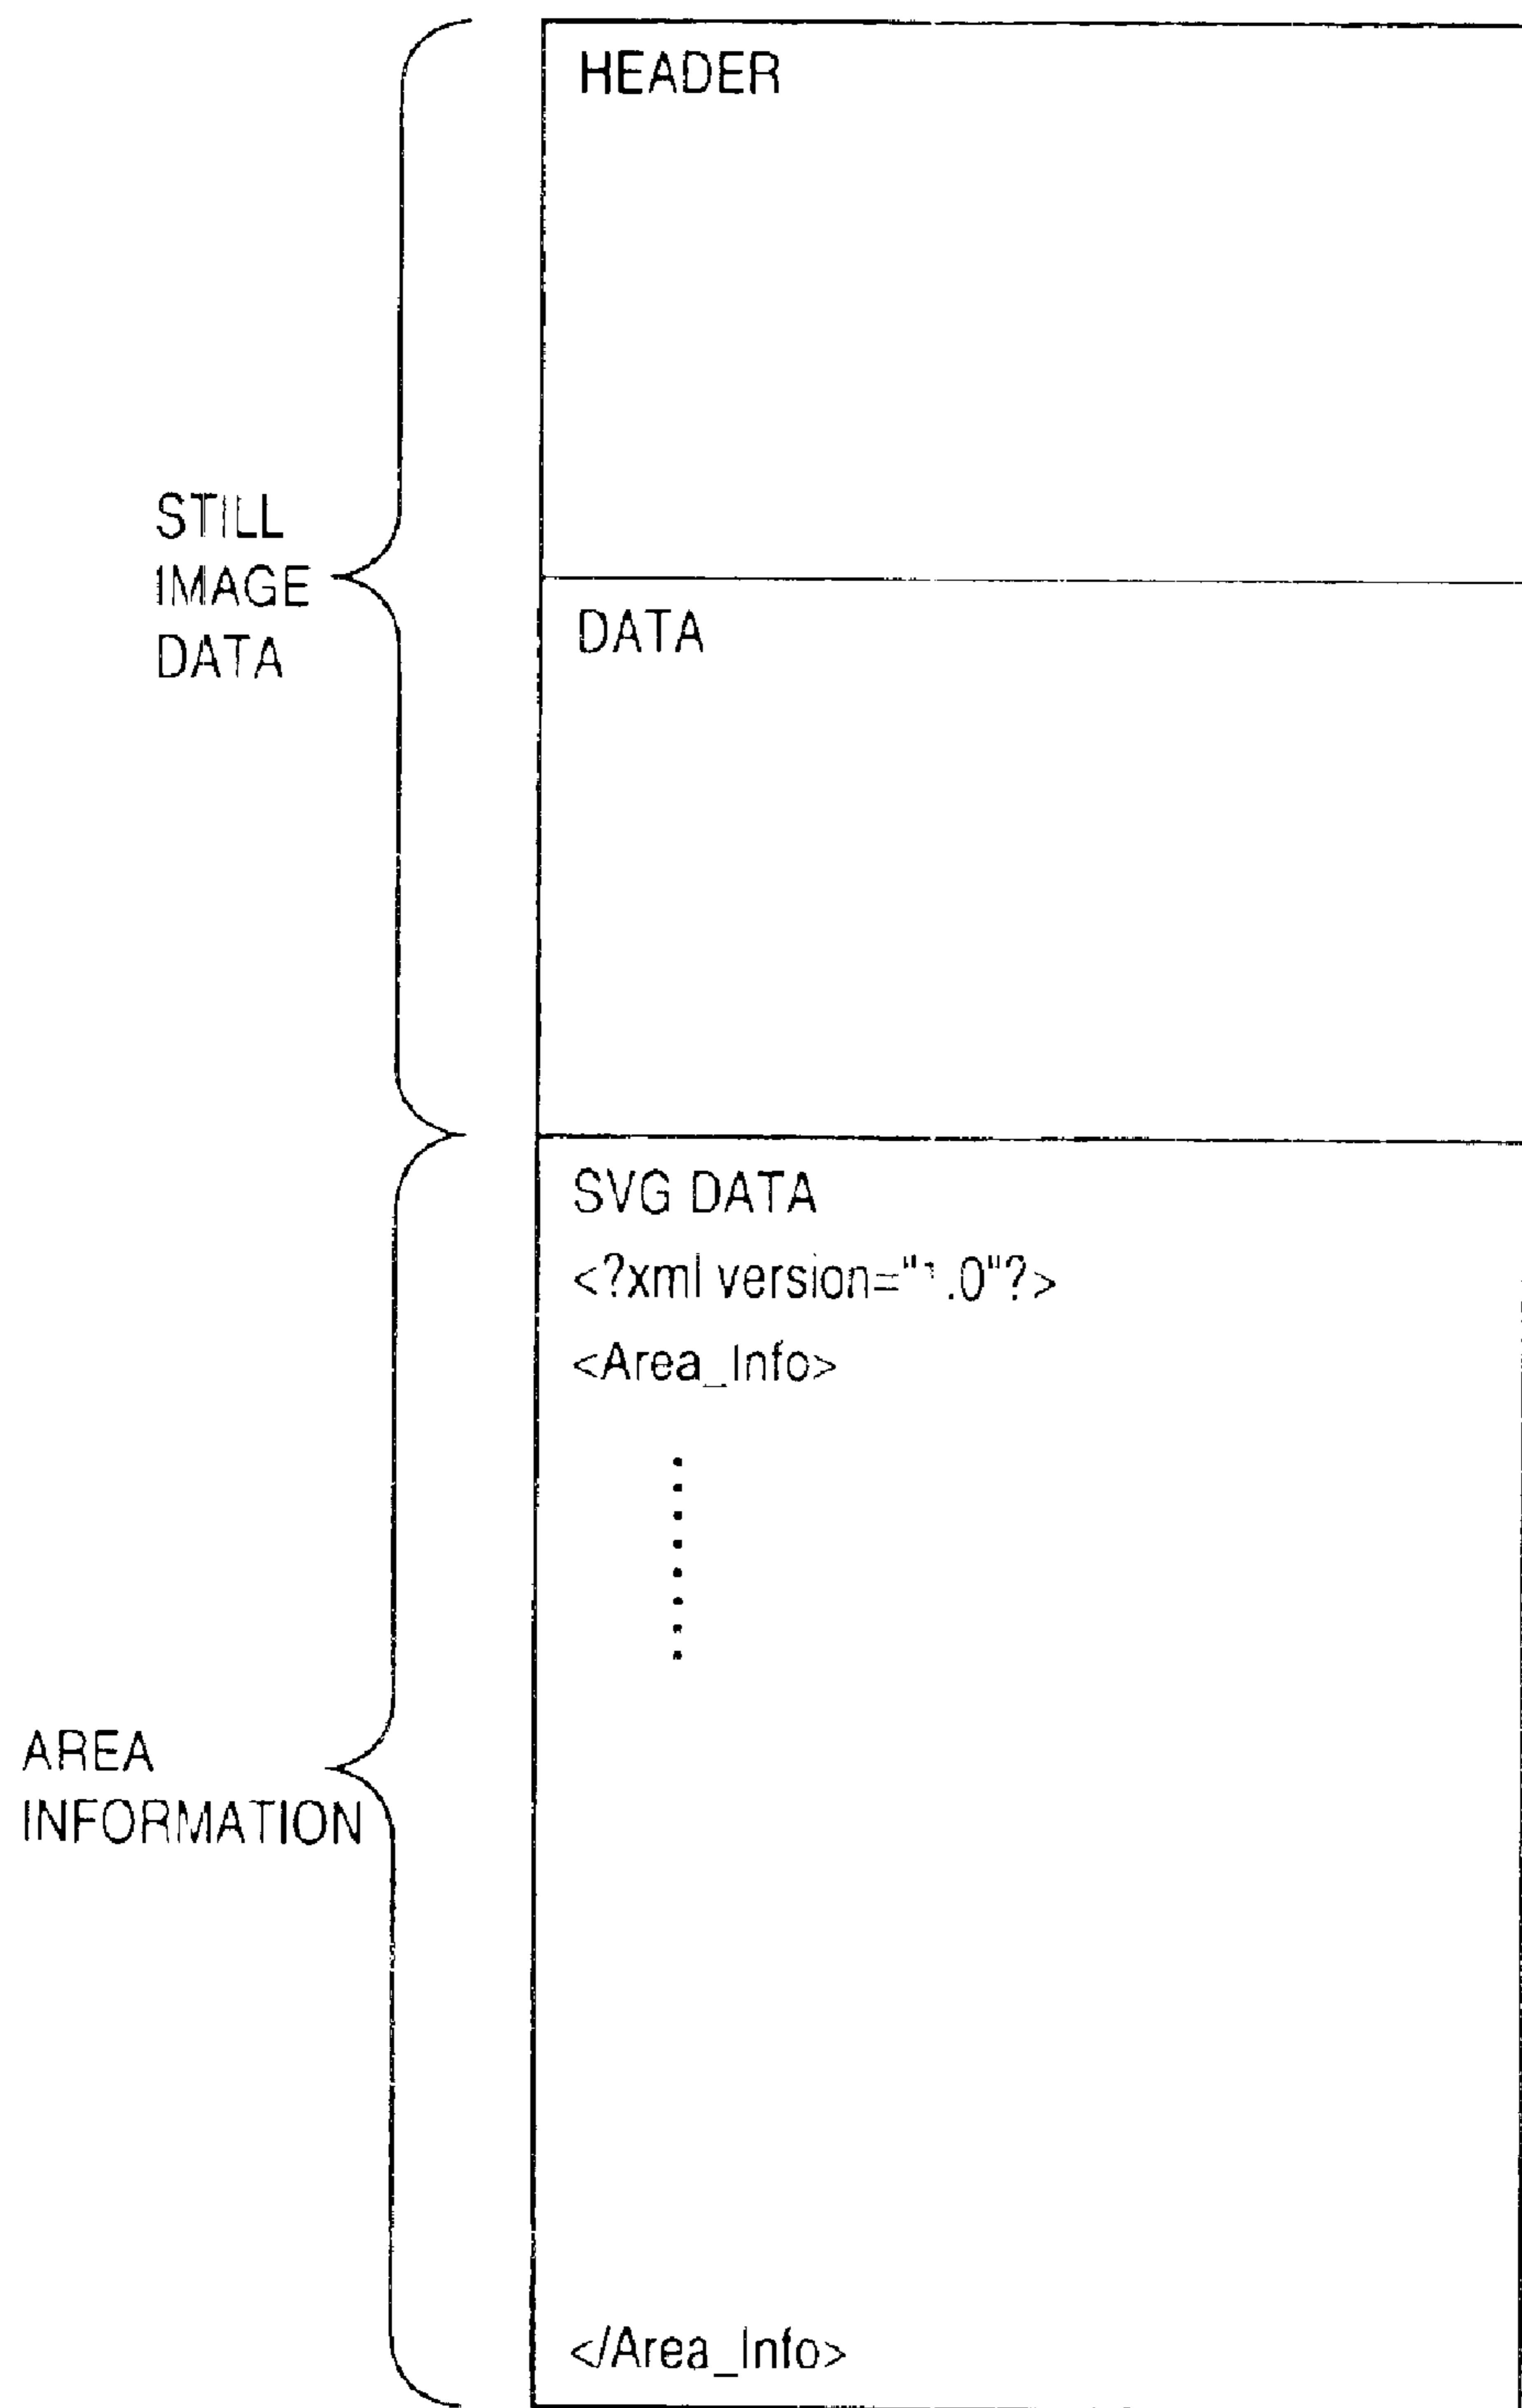 HEADER
STILL
IMAGE
DATA
DATA
SVG DATA
<?xml version="1.0"?>
<Area_Info>
AREA
INFORMATION
</Area_Info>